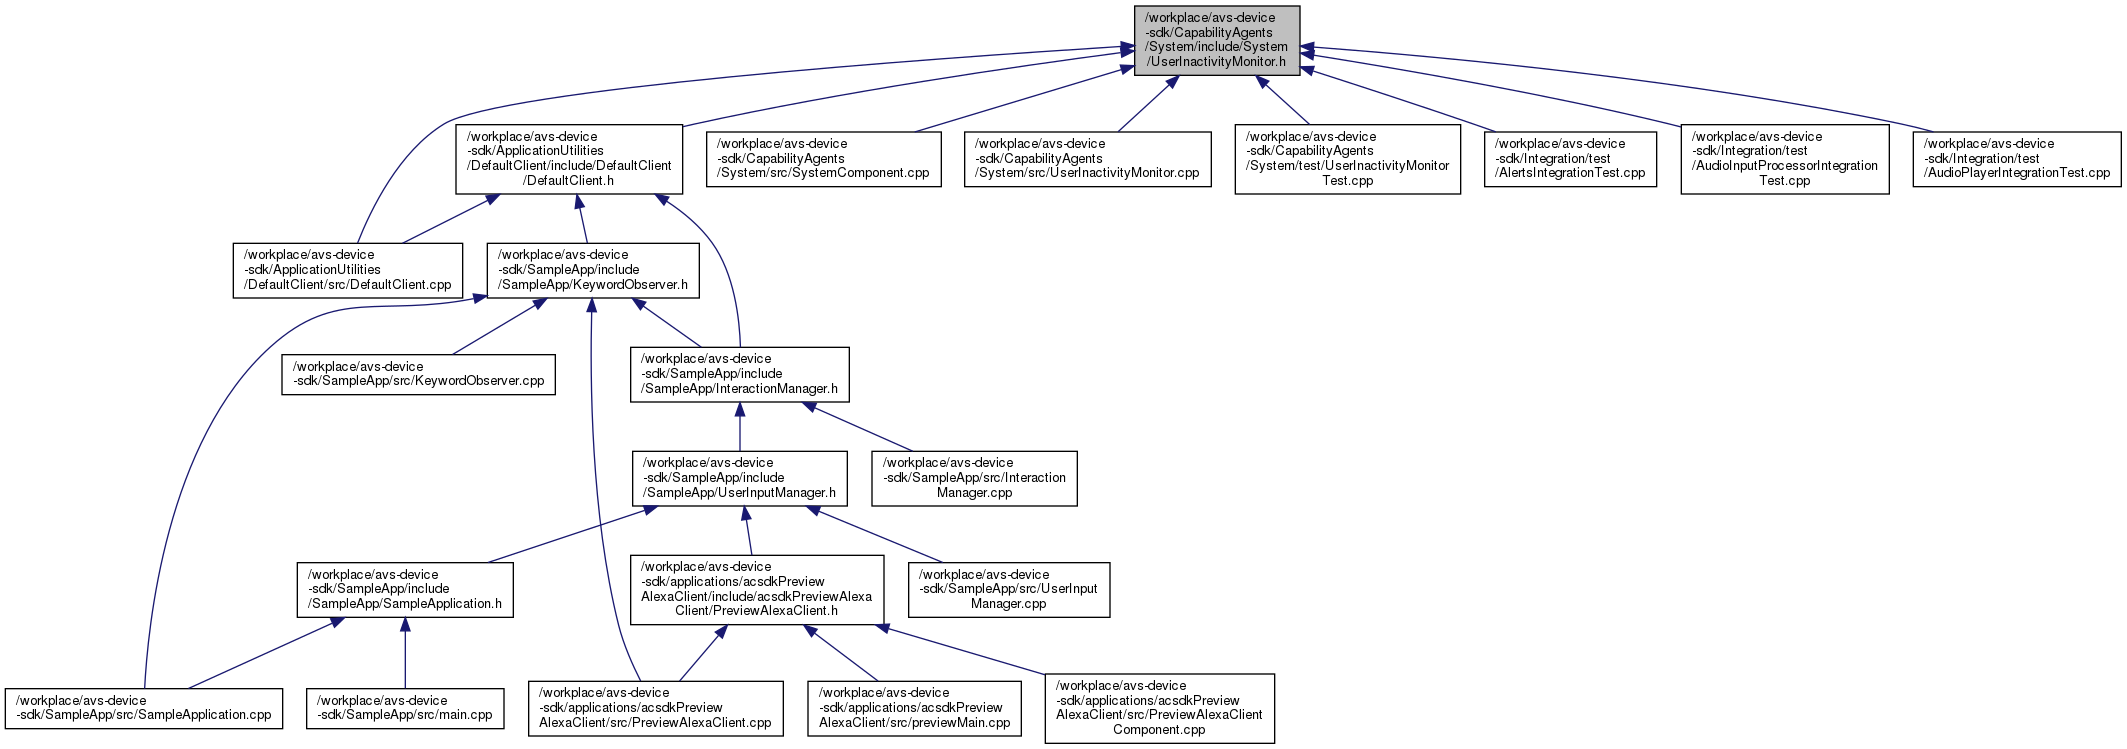 /workplace/avs-device
-sdk/CapabilityAgents
/System/include/System
/UserInactivityMonitor.h
/workplace/avs-device
-sdk/ApplicationUtilities
/DefaultClient/include/DefaultClient
/DefaultClient.h
/workplace/avs-device
-sdk/CapabilityAgents
/System/src/SystemComponent.cpp
/workplace/avs-device
-sdk/CapabilityAgents
/System/src/UserInactivityMonitor.cpp
/workplace/avs-device
-sdk/CapabilityAgents
/System/test/UserInactivityMonitor
Test.cpp
/workplace/avs-device
-sdk/Integration/test
/AlertsIntegrationTest.cpp
/workplace/avs-device
-sdk/Integration/test
/AudioInputProcessorIntegration
Test.cpp
/workplace/avs-device
-sdk/Integration/test
/AudioPlayerIntegrationTest.cpp
/workplace/avs-device
-sdk/ApplicationUtilities
/DefaultClient/src/DefaultClient.cpp
/workplace/avs-device
-sdk/SampleApp/include
/SampleApp/KeywordObserver.h
/workplace/avs-device
-sdk/SampleApp/src/KeywordObserver.cpp
/workplace/avs-device
-sdk/SampleApp/include
/SampleApp/InteractionManager.h
/workplace/avs-device
-sdk/SampleApp/include
/SampleApp/UserInputManager.h
/workplace/avs-device
-sdk/SampleApp/src/Interaction
Manager.cpp
/workplace/avs-device
-sdk/SampleApp/include
/SampleApp/SampleApplication.h
/workplace/avs-device
-sdk/applications/acsdkPreview
AlexaClient/include/acsdkPreviewAlexa
Client/PreviewAlexaClient.h
/workplace/avs-device
-sdk/SampleApp/src/UserInput
Manager.cpp
/workplace/avs-device
-sdk/SampleApp/src/SampleApplication.cpp
/workplace/avs-device
-sdk/SampleApp/src/main.cpp
/workplace/avs-device
-sdk/applications/acsdkPreview
AlexaClient/src/PreviewAlexaClient.cpp
/workplace/avs-device
-sdk/applications/acsdkPreview
AlexaClient/src/previewMain.cpp
/workplace/avs-device
-sdk/applications/acsdkPreview
AlexaClient/src/PreviewAlexaClient
Component.cpp